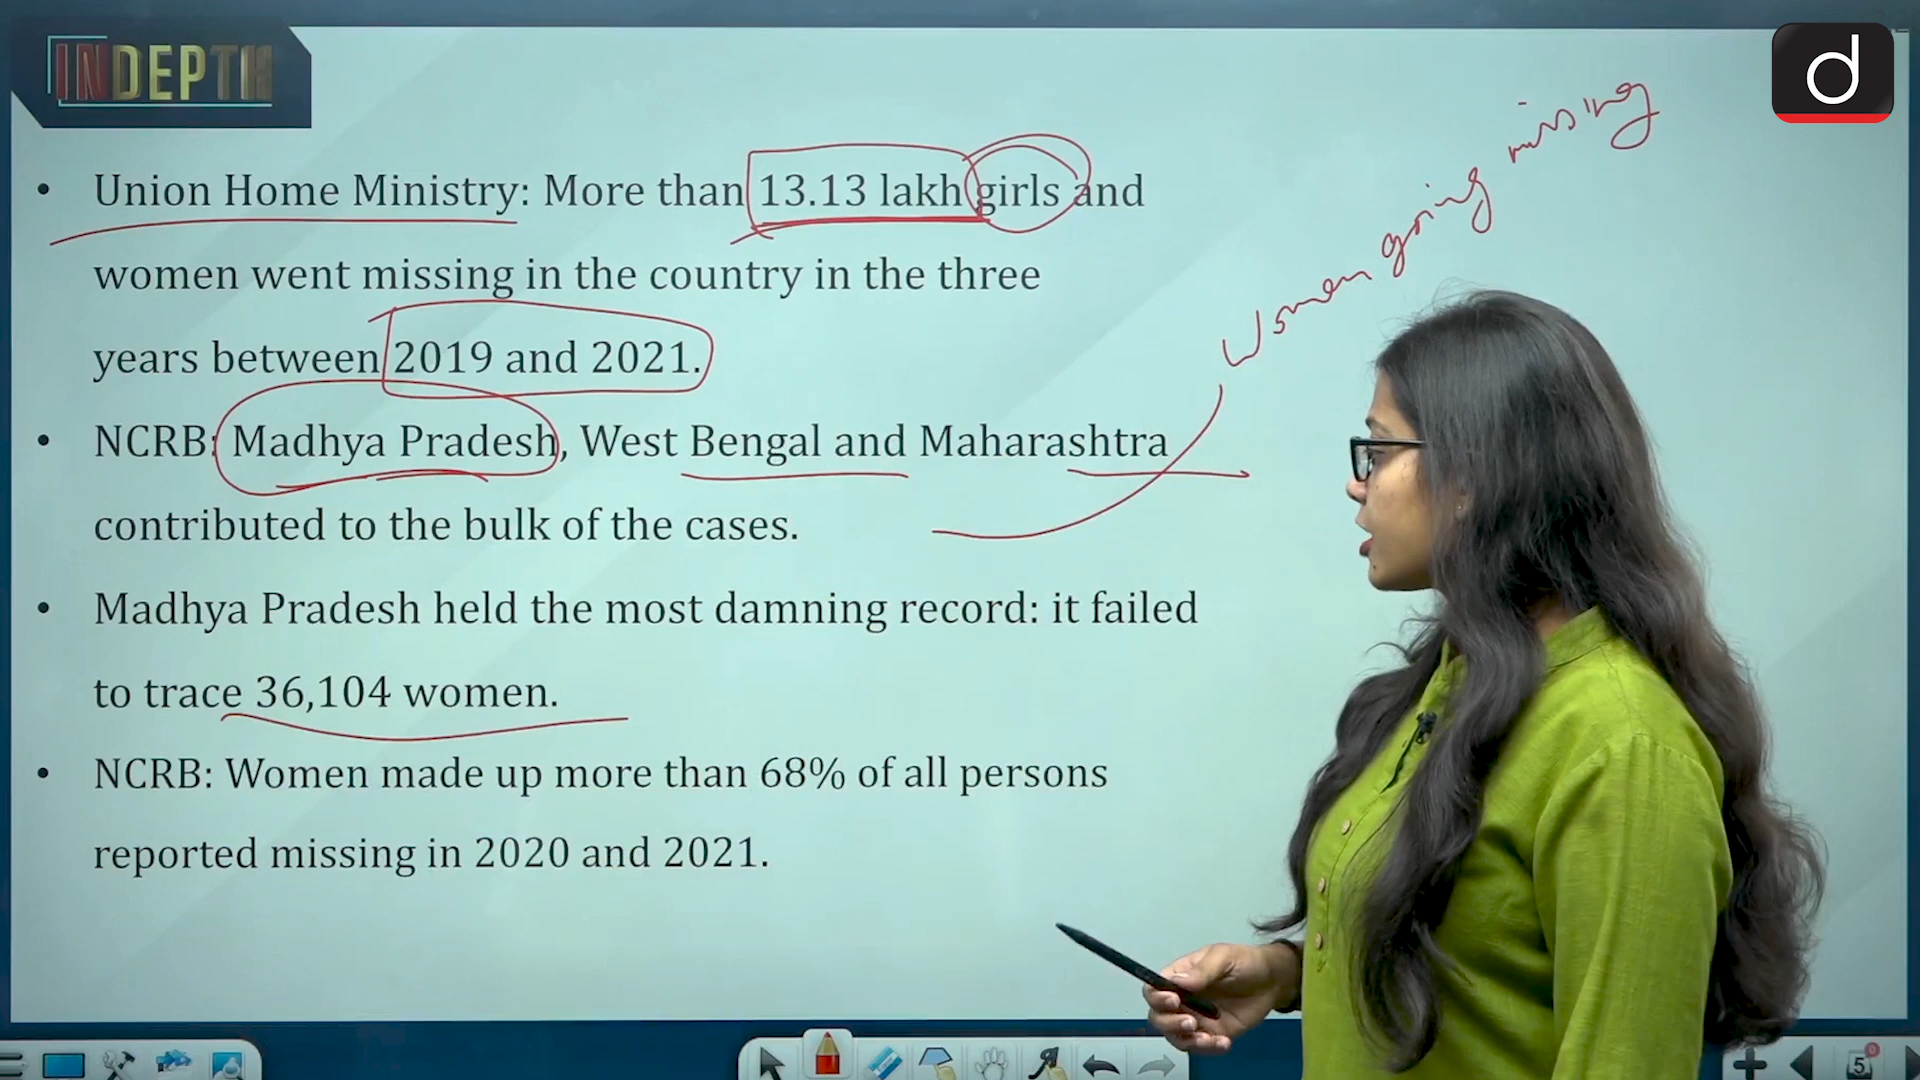 INDEPTH
d
women going missing
• Union Home Ministry: More than 13.13 lakh girls and
women went missing in the country in the three
years between 2019 and 2021.
• NCRB: Madhya Pradesh, West Bengal and Maharashtra
contributed to the bulk of the cases.
• Madhya Pradesh held the most damning record: it failed
to trace 36,104 women.
• NCRB: Women made up more than 68% of all persons
reported missing in 2020 and 2021.
5
0